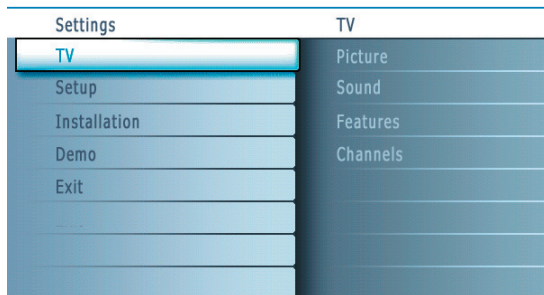 Settings
TV
Setup
Installation
Demo
Exit
TV
Picture
Sound
Features
Channels